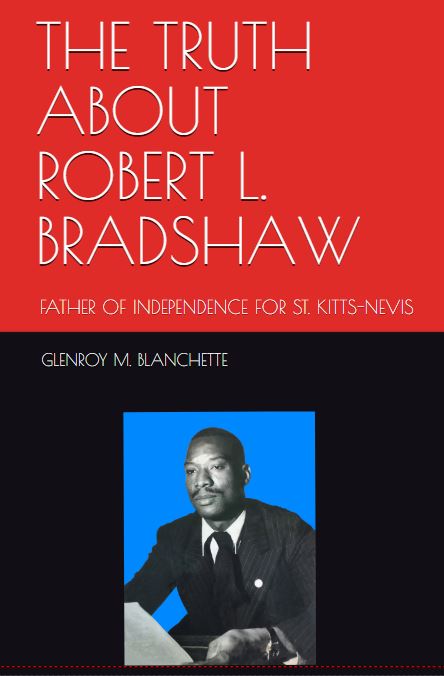 THE TRUTH
ABOUT
ROBERT L.
BRADSHAW
FATHER OF INDEPENDENCE FOR ST. KITTS-NEVIS
GLENROY M. BLANCHETTE